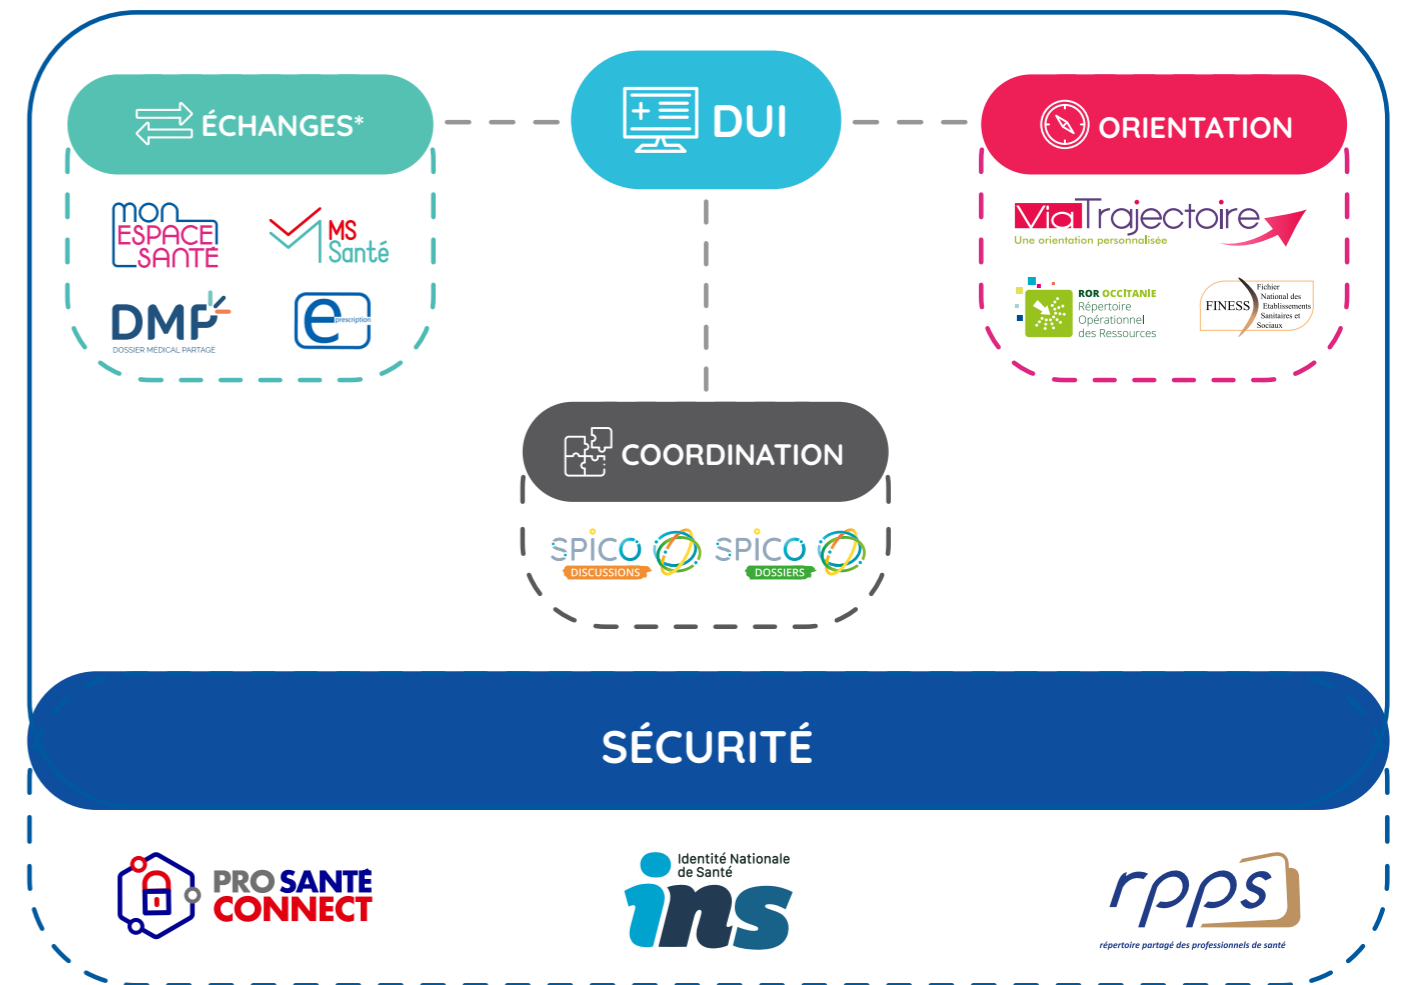 ÉCHANGES*
DUI
ORIENTATION
mon
ESPACE
SANTÉ
MS
Santé
DMP
DOSSIER MEDICAL PARTAGE
e prescription
ViaTrajectoire
Une orientation personnalisée
ROR OCCITANIE
Répertoire
Opérationnel
des Ressources
FINESS
Fichier
National des
Etablissements
Sanitaires et
Sociaux
COORDINATION
SPICO
DISCUSSIONS
SPICO
DOSSIERS
SÉCURITÉ
PRO SANTÉ
CONNECT
Identité Nationale
de Santé
ins
rpps
répertoire partagé des professionnels de santé